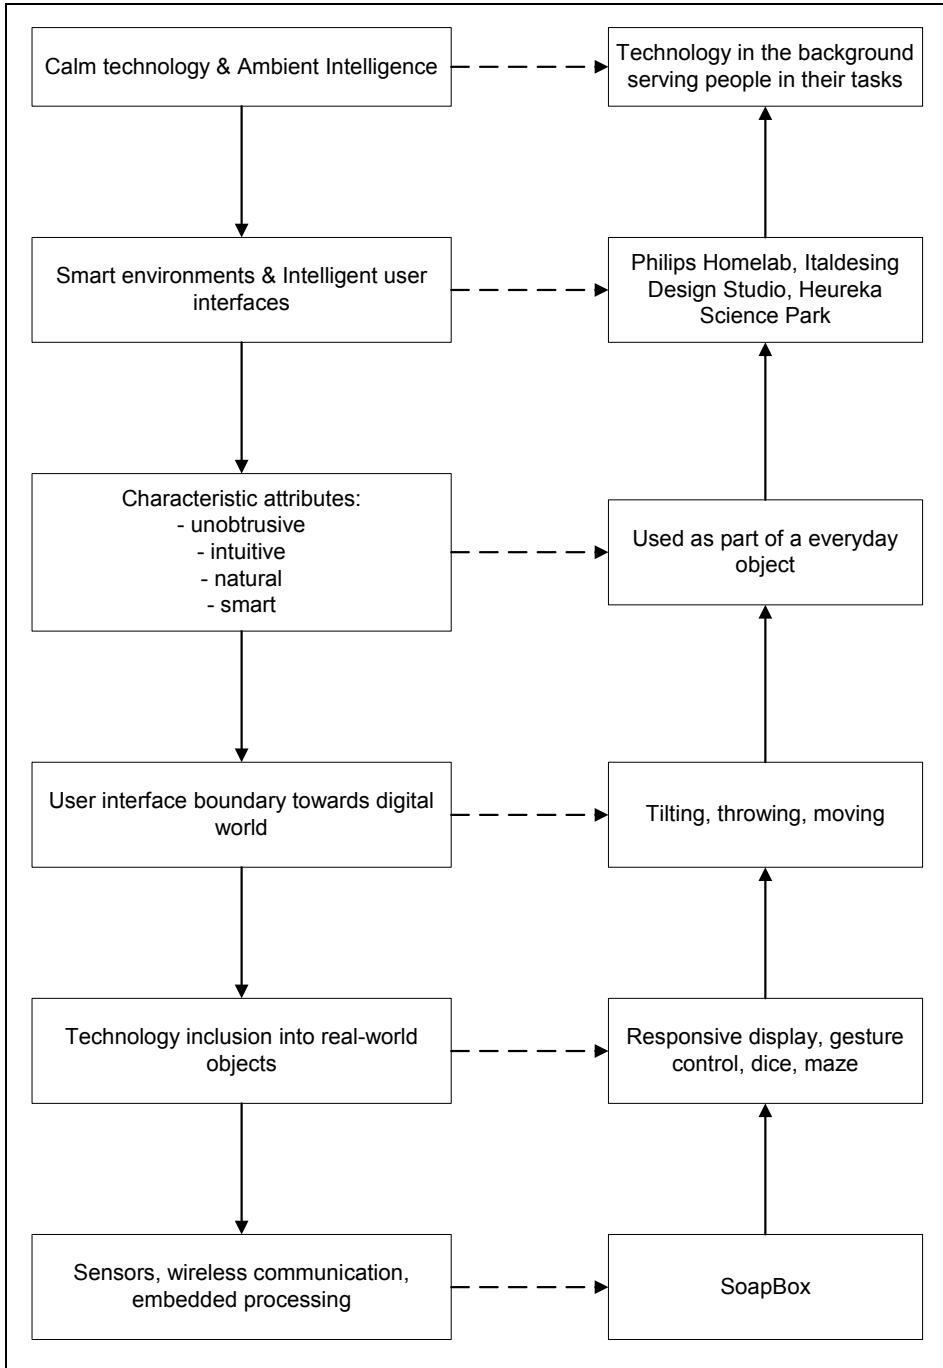 Calm technology & Ambient Intelligence
Technology in the background
serving people in their tasks
Smart environments & Intelligent user
interfaces
Philips Homelab, Italdesing
Design Studio, Heureka
Science Park
Characteristic attributes:
- unobtrusive
- intuitive
- natural
- smart
Used as part of a everyday
object
User interface boundary towards digital
world
Tilting, throwing, moving
Technology inclusion into real-world
objects
Responsive display, gesture
control, dice, maze
Sensors, wireless communication,
embedded processing
SoapBox